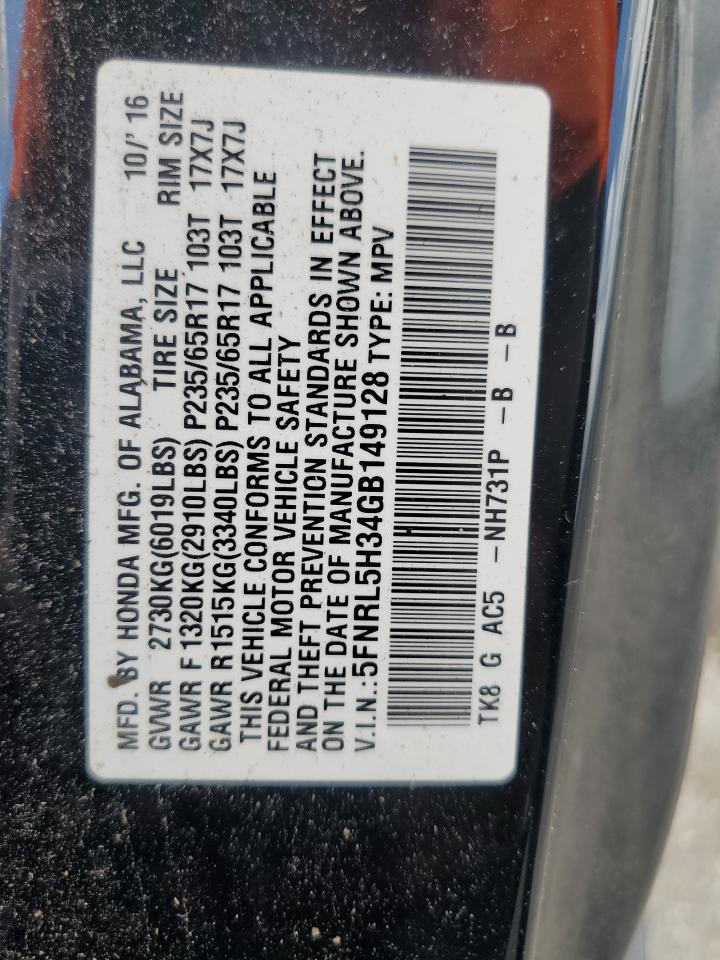 MFD. BY HONDA MFG. OF ALABAMA, LLC 10/' 16
GVWR 2730KG(6019LBS) TIRE SIZE RIM SIZE
GAWR F 1320KG(2910LBS) P235/65R17 103T 17X7J
GAWR R 1515KG(3340LBS) P235/65R17 103T 17X7J
THIS VEHICLE CONFORMS TO ALL APPLICABLE
FEDERAL MOTOR VEHICLE SAFETY
AND THEFT PREVENTION STANDARDS IN EFFECT
ON THE DATE OF MANUFACTURE SHOWN ABOVE.
V.I.N.:5FNRL5H34GB149128 TYPE: MPV
TK8 G AC5 -NH731P -B -B